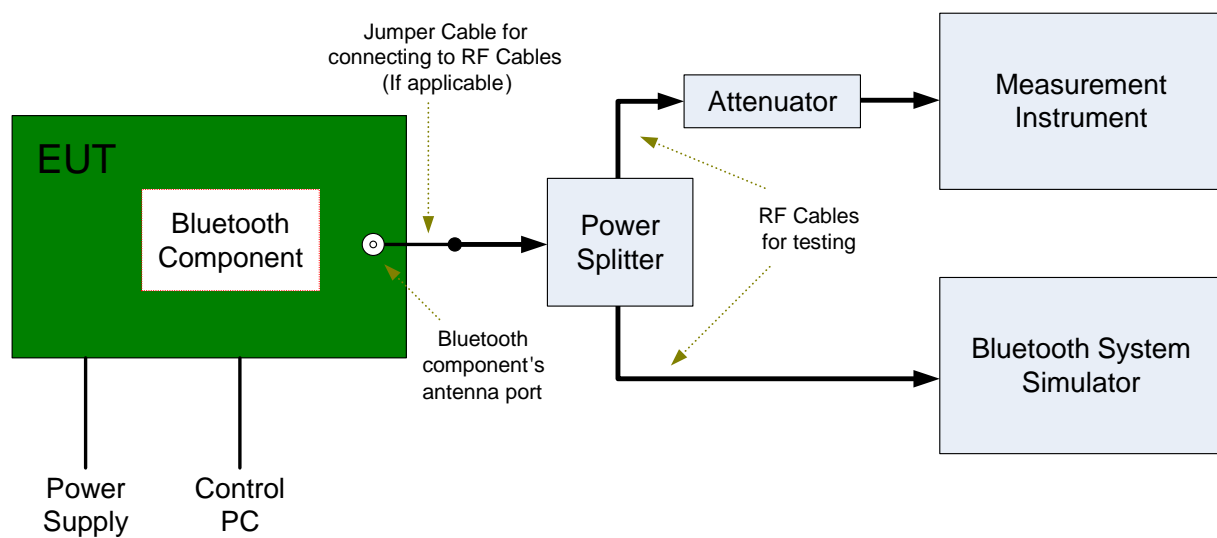 Jumper Cable for
connecting to RF Cables
(If applicable)
EUT
Bluetooth
Component
Bluetooth
component's
antenna port
Power
Supply
Control
PC
Power
Splitter
Attenuator
RF Cables
for testing
Measurement
Instrument
Bluetooth System
Simulator